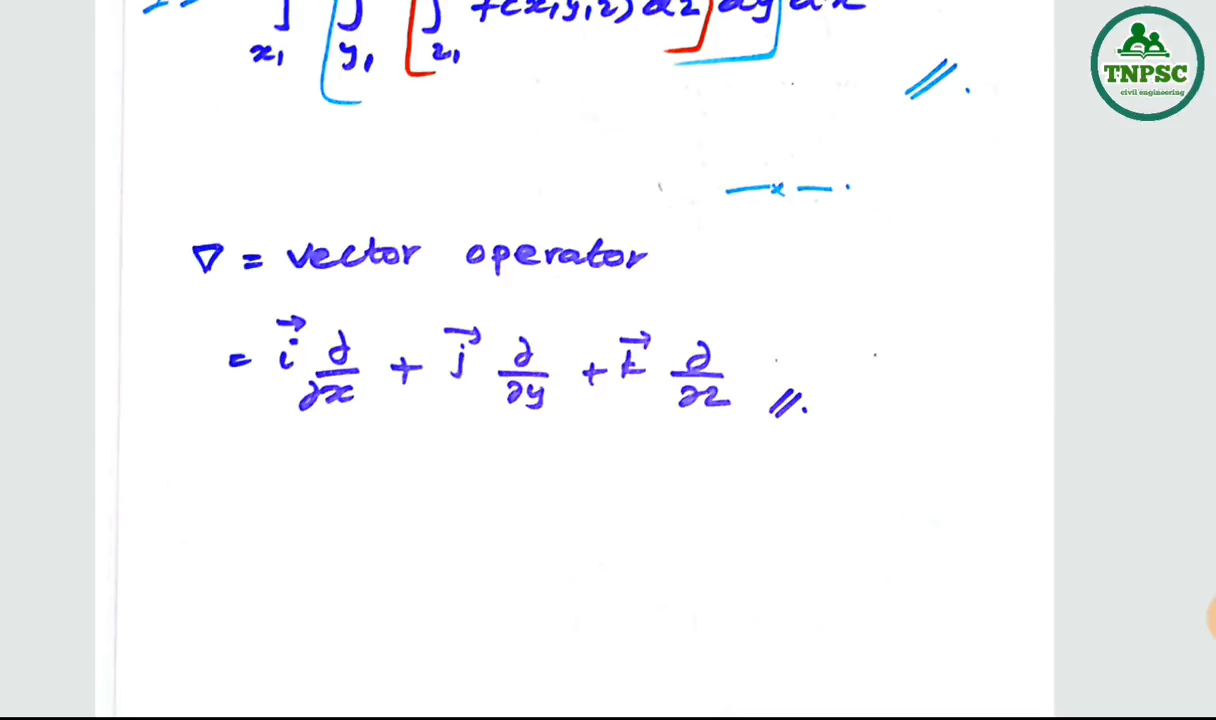 ∫ ∫ ∫ f(x,y,z) dz] dy] dx
x₁ y₁ z₁
//.
—x—.
∇ = vector operator
= i⃗ ∂/∂x + j⃗ ∂/∂y + k⃗ ∂/∂z //.
TNPSC
civil engineering